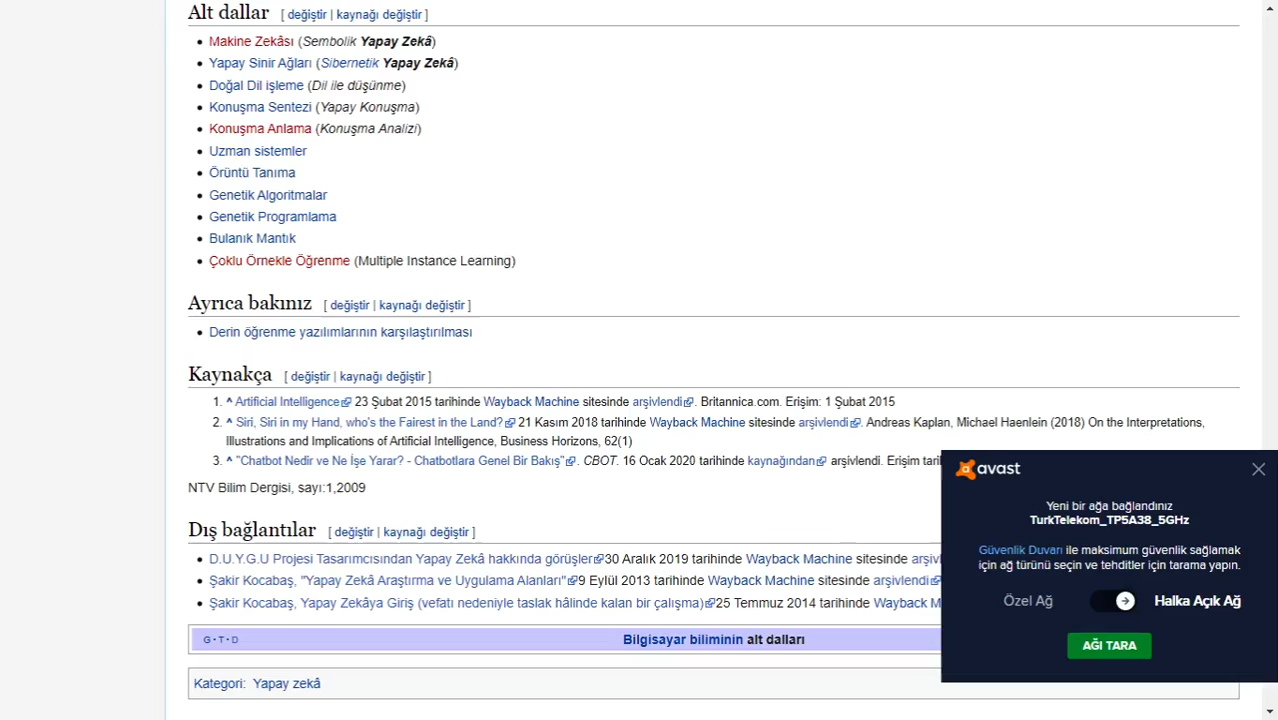 Alt dallar [ değiştir | kaynağı değiştir ]
• Makine Zekâsı (Sembolik Yapay Zekâ)
• Yapay Sinir Ağları (Sibernetik Yapay Zekâ)
• Doğal Dil işleme (Dil ile düşünme)
• Konuşma Sentezi (Yapay Konuşma)
• Konuşma Anlama (Konuşma Analizi)
• Uzman sistemler
• Örüntü Tanıma
• Genetik Algoritmalar
• Genetik Programlama
• Bulanık Mantık
• Çoklu Örnekle Öğrenme (Multiple Instance Learning)
Ayrıca bakınız [ değiştir | kaynağı değiştir ]
• Derin öğrenme yazılımlarının karşılaştırılması
Kaynakça [ değiştir | kaynağı değiştir ]
1. ^ Artificial Intelligence 23 Şubat 2015 tarihinde Wayback Machine sitesinde arşivlendi. Britannica.com. Erişim: 1 Şubat 2015
2. ^ Siri, Siri in my Hand, who's the Fairest in the Land? 21 Kasım 2018 tarihinde Wayback Machine sitesinde arşivlendi. Andreas Kaplan, Michael Haenlein (2018) On the Interpretations,
Illustrations and Implications of Artificial Intelligence, Business Horizons, 62(1)
3. ^ "Chatbot Nedir ve Ne İşe Yarar? - Chatbotlara Genel Bir Bakış". CBOT. 16 Ocak 2020 tarihinde kaynağından arşivlendi. Erişim
NTV Bilim Dergisi, sayı:1,2009
Dış bağlantılar [ değiştir | kaynağı değiştir ]
• D.U.Y.G.U Projesi Tasarımcısından Yapay Zekâ hakkında görüşler 30 Aralık 2019 tarihinde Wayback Machine sitesinde
• Şakir Kocabaş, "Yapay Zekâ Araştırma ve Uygulama Alanları" 9 Eylül 2013 tarihinde Wayback Machine sitesinde arşivlendi
• Şakir Kocabaş, Yapay Zekâya Giriş (vefatı nedeniyle taslak hâlinde kalan bir çalışma) 25 Temmuz 2014 tarihinde Wayback
G • T • D
Bilgisayar biliminin alt dalları
Kategori: Yapay zekâ
avast
Yeni bir ağa bağlandınız
TurkTelekom_TP5A38_5GHz
Güvenlik Duvarı ile maksimum güvenlik sağlamak
için ağ türünü seçin ve tehditler için tarama yapın.
Özel Ağ Halka Açık Ağ
AĞI TARA